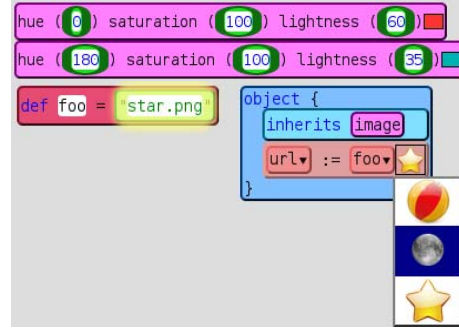 hue (0) saturation (100) lightness (60)
hue (180) saturation (100) lightness (35)
def foo = "star.png"
object {
inherits image
url▾ := foo▾
}